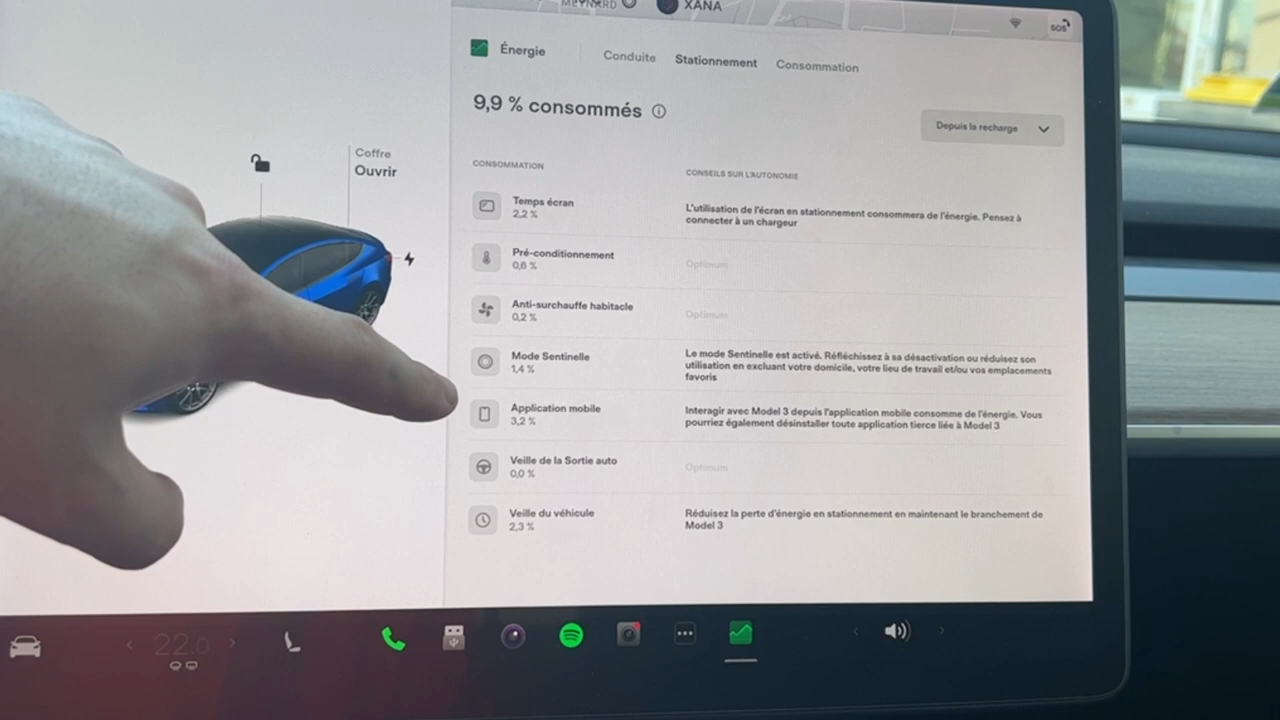 MEYNARD
XANA
SOS
Énergie
Conduite
Stationnement
Consommation
9,9 % consommés
Depuis la recharge
Coffre
Ouvrir
CONSOMMATION
CONSEILS SUR L'AUTONOMIE
Temps écran
2,2 %
L'utilisation de l'écran en stationnement consommera de l'énergie. Pensez à
connecter à un chargeur
Pré-conditionnement
0,6 %
Optimum
Anti-surchauffe habitacle
0,2 %
Optimum
Mode Sentinelle
1,4 %
Le mode Sentinelle est activé. Réfléchissez à sa désactivation ou réduisez son
utilisation en excluant votre domicile, votre lieu de travail et/ou vos emplacements
favoris
Application mobile
3,2 %
Interagir avec Model 3 depuis l'application mobile consomme de l'énergie. Vous
pourriez également désinstaller toute application tierce liée à Model 3
Veille de la Sortie auto
0,0 %
Optimum
Veille du véhicule
2,3 %
Réduisez la perte d'énergie en stationnement en maintenant le branchement de
Model 3
22.0